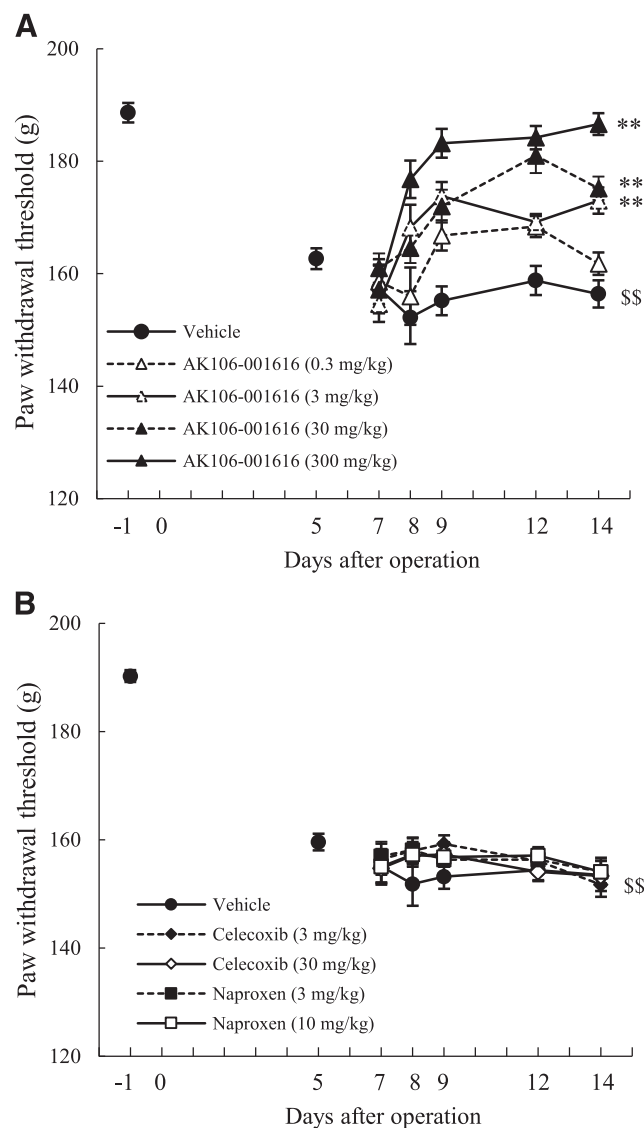 A
Paw withdrawal threshold (g)
200
180
160
140
120
**
**
**
$$
Vehicle
AK106-001616 (0.3 mg/kg)
AK106-001616 (3 mg/kg)
AK106-001616 (30 mg/kg)
AK106-001616 (300 mg/kg)
-1 0 5 7 8 9 12 14
Days after operation
B
Paw withdrawal threshold (g)
200
180
160
140
120
$$
Vehicle
Celecoxib (3 mg/kg)
Celecoxib (30 mg/kg)
Naproxen (3 mg/kg)
Naproxen (10 mg/kg)
-1 0 5 7 8 9 12 14
Days after operation